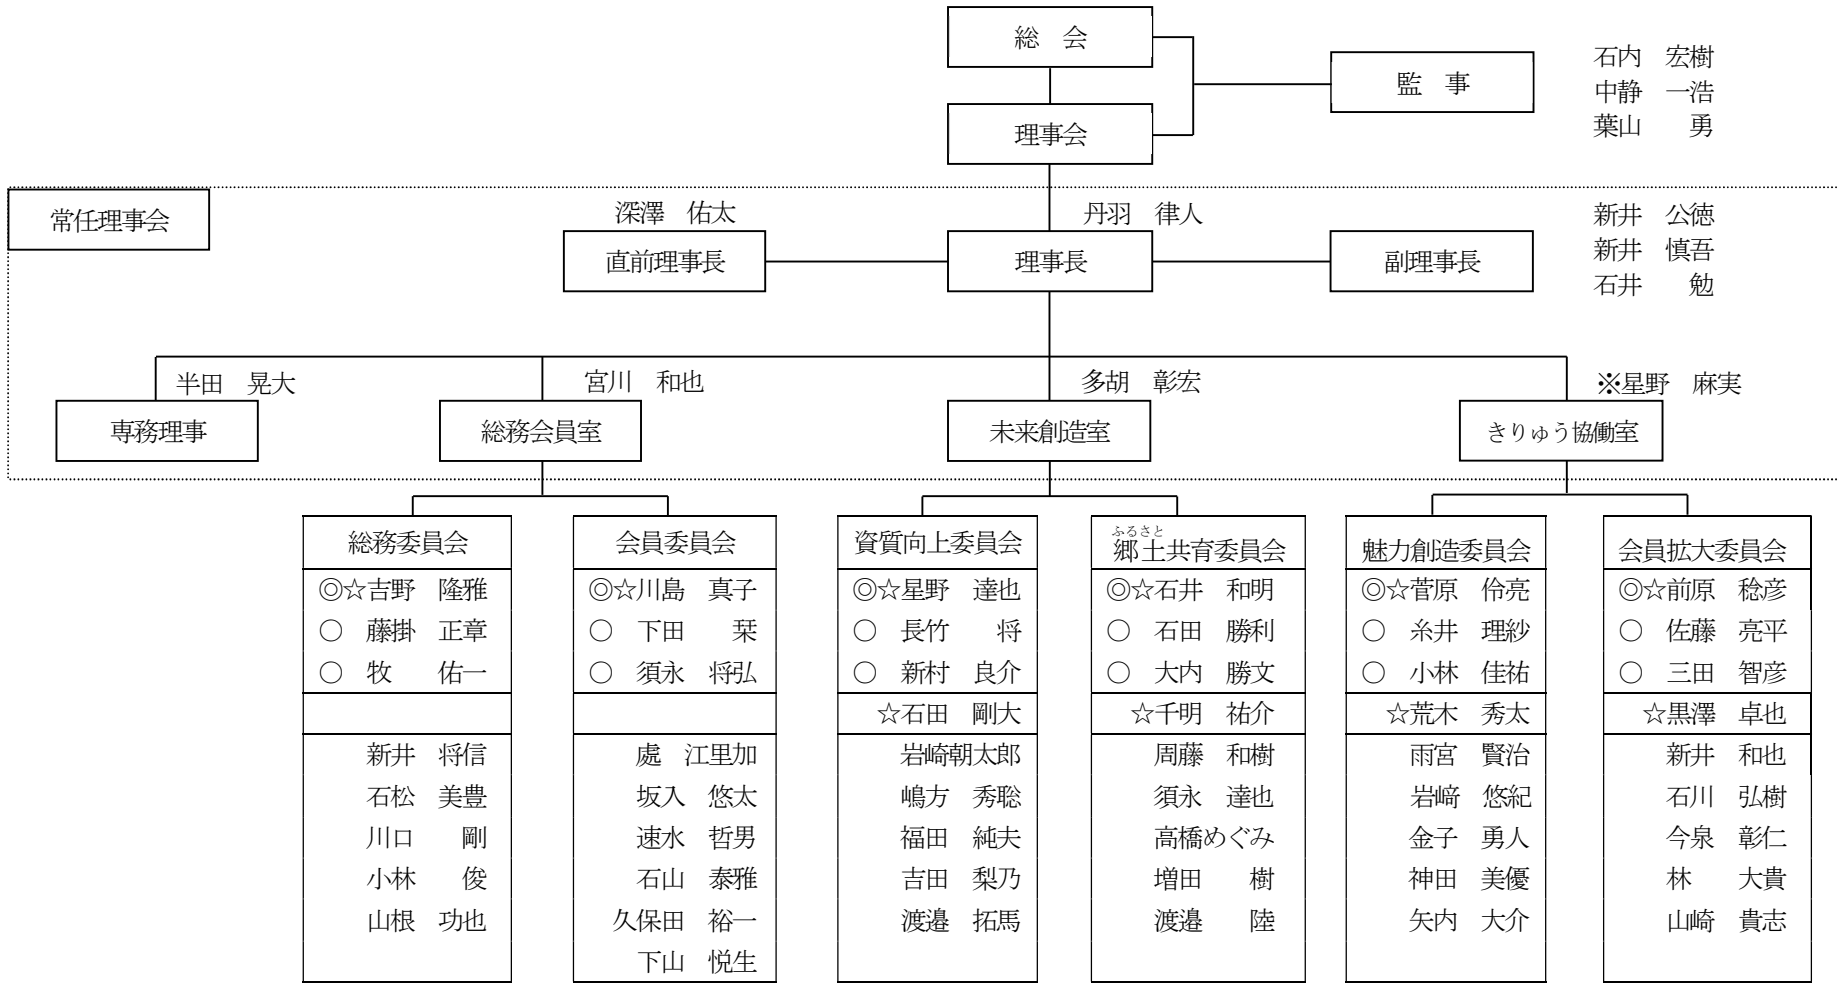 総　会
理事会
監　事
石内　宏樹
中静　一浩
葉山　　勇
常任理事会
深澤　佑太
直前理事長
丹羽　律人
理事長
副理事長
新井　公徳
新井　慎吾
石井　　勉
半田　晃大
専務理事
宮川　和也
総務会員室
多胡　彰宏
未来創造室
※星野　麻実
きりゅう協働室
総務委員会
◎☆吉野　隆雅
○　藤掛　正章
○　牧　　佑一
新井　将信
石松　美豊
川口　　剛
小林　　俊
山根　功也
会員委員会
◎☆川島　真子
○　下田　　栞
○　須永　将弘
處　江里加
坂入　悠太
速水　哲男
石山　泰雅
久保田　裕一
下山　悦生
資質向上委員会
◎☆星野　達也
○　長竹　　将
○　新村　良介
☆石田　剛大
岩崎朝太郎
嶋方　秀聡
福田　純夫
吉田　梨乃
渡邉　拓馬
ふるさと
郷土共育委員会
◎☆石井　和明
○　石田　勝利
○　大内　勝文
☆千明　祐介
周藤　和樹
須永　達也
高橋めぐみ
増田　　樹
渡邉　　陸
魅力創造委員会
◎☆菅原　伶亮
○　糸井　理紗
○　小林　佳祐
☆荒木　秀太
雨宮　賢治
岩﨑　悠紀
金子　勇人
神田　美優
矢内　大介
会員拡大委員会
◎☆前原　稔彦
○　佐藤　亮平
○　三田　智彦
☆黒澤　卓也
新井　和也
石川　弘樹
今泉　彰仁
林　　大貴
山崎　貴志